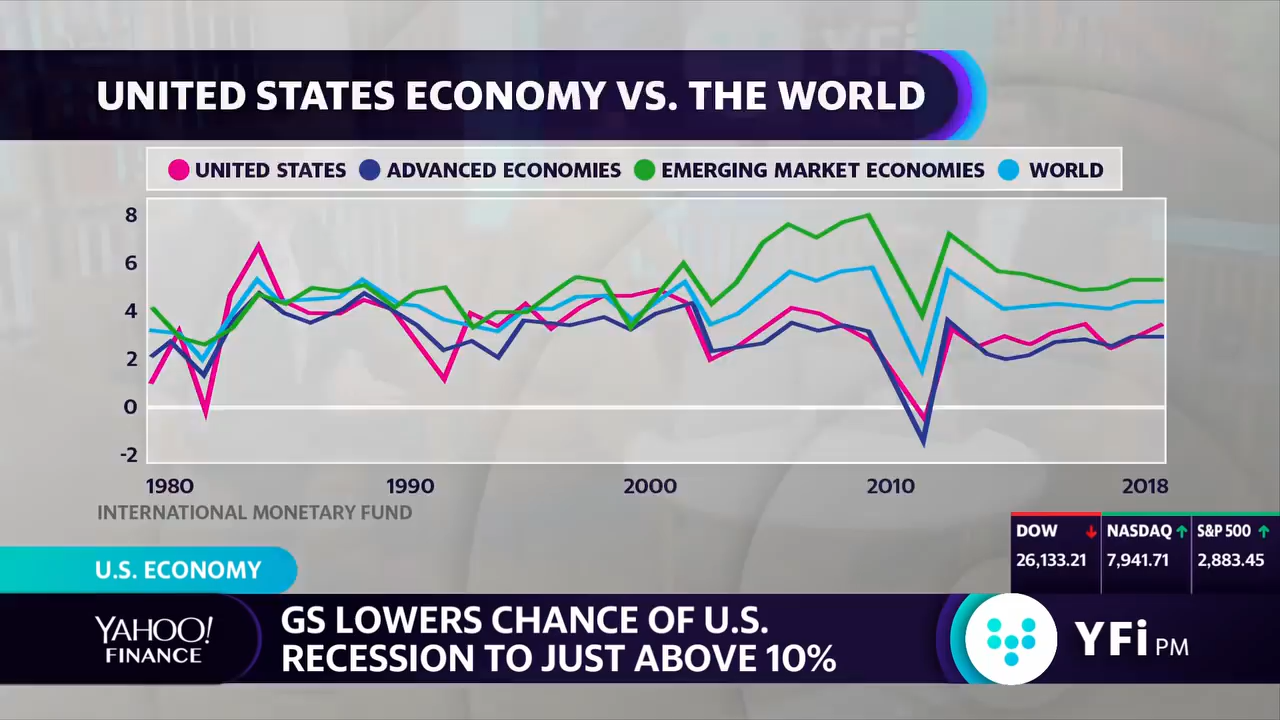 UNITED STATES ECONOMY VS. THE WORLD
UNITED STATES ADVANCED ECONOMIES EMERGING MARKET ECONOMIES WORLD
8
6
4
2
0
-2
1980 1990 2000 2010 2018
INTERNATIONAL MONETARY FUND
DOW NASDAQ S&P 500
26,133.21 7,941.71 2,883.45
U.S. ECONOMY
YAHOO!
FINANCE
GS LOWERS CHANCE OF U.S.
RECESSION TO JUST ABOVE 10%
YFi PM